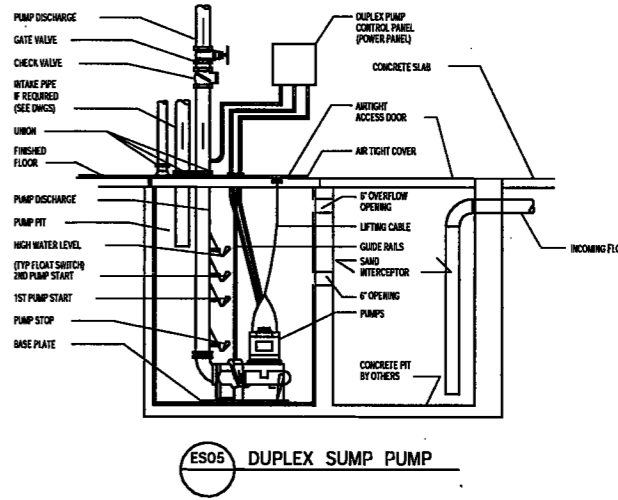 PUMP DISCHARGE
GATE VALVE
CHECK VALVE
INTAKE PIPE
IF REQUIRED
(SEE DWGS)
UNION
FINISHED
FLOOR
PUMP DISCHARGE
PUMP PIT
HIGH WATER LEVEL
(TYP FLOAT SWITCH)
2ND PUMP START
1ST PUMP START
PUMP STOP
BASE PLATE
DUPLEX PUMP
CONTROL PANEL
(POWER PANEL)
CONCRETE SLAB
AIRTIGHT
ACCESS DOOR
AIR TIGHT COVER
6" OVERFLOW
OPENING
LIFTING CABLE
GUIDE RAILS
SAND
INTERCEPTOR
6" OPENING
PUMPS
INCOMING FLO
CONCRETE PIT
BY OTHERS
ES05 DUPLEX SUMP PUMP